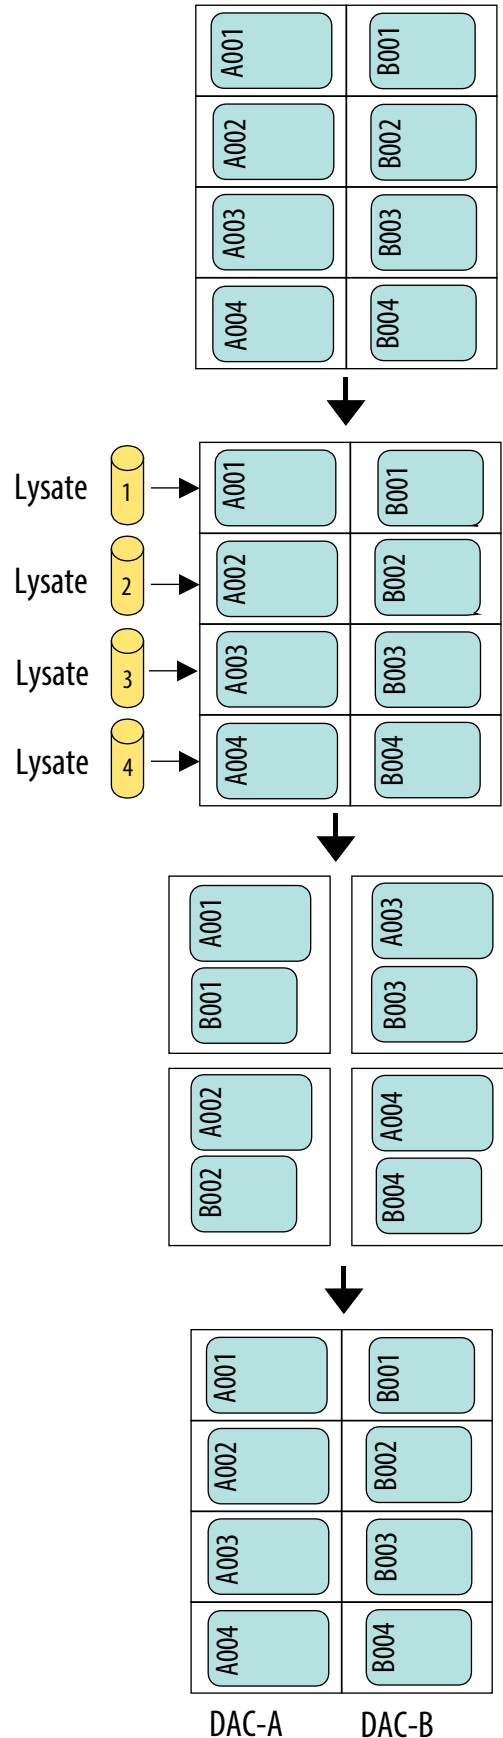 A001 B001
A002 B002
A003 B003
A004 B004
Lysate 1 A001 B001
Lysate 2 A002 B002
Lysate 3 A003 B003
Lysate 4 A004 B004
A001 A003
B001 B003
A002 A004
B002 B004
A001 B001
A002 B002
A003 B003
A004 B004
DAC-A DAC-B